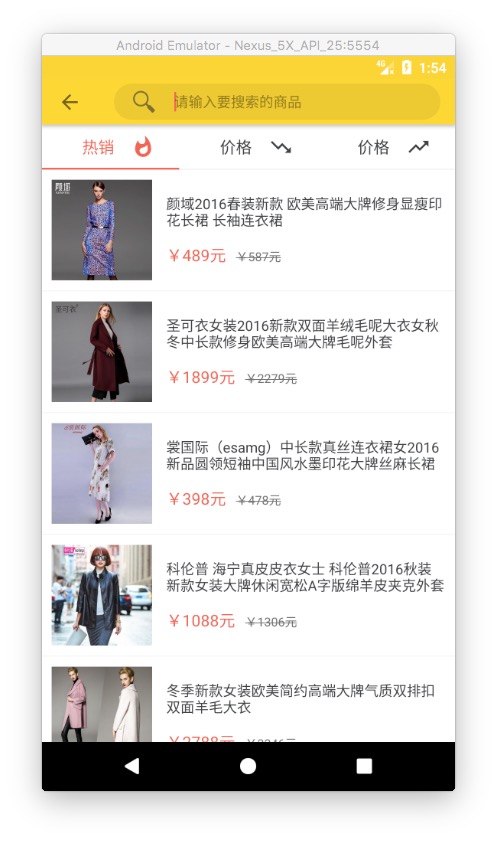 Android Emulator - Nexus_5X_API_25:5554
4G 1:54
请输入要搜索的商品
热销 价格 价格
颜域
颜域2016春装新款 欧美高端大牌修身显瘦印
花长裙 长袖连衣裙
￥489元 ￥587元
圣可衣
圣可衣女装2016新款双面羊绒毛呢大衣女秋
冬中长款修身欧美高端大牌毛呢外套
￥1899元 ￥2279元
裳国际（esamg）中长款真丝连衣裙女2016
新品圆领短袖中国风水墨印花大牌丝麻长裙
￥398元 ￥478元
科伦普 海宁真皮皮衣女士 科伦普2016秋装
新款女装大牌休闲宽松A字版绵羊皮夹克外套
￥1088元 ￥1306元
冬季新款女装欧美简约高端大牌气质双排扣
双面羊毛大衣
￥2788元